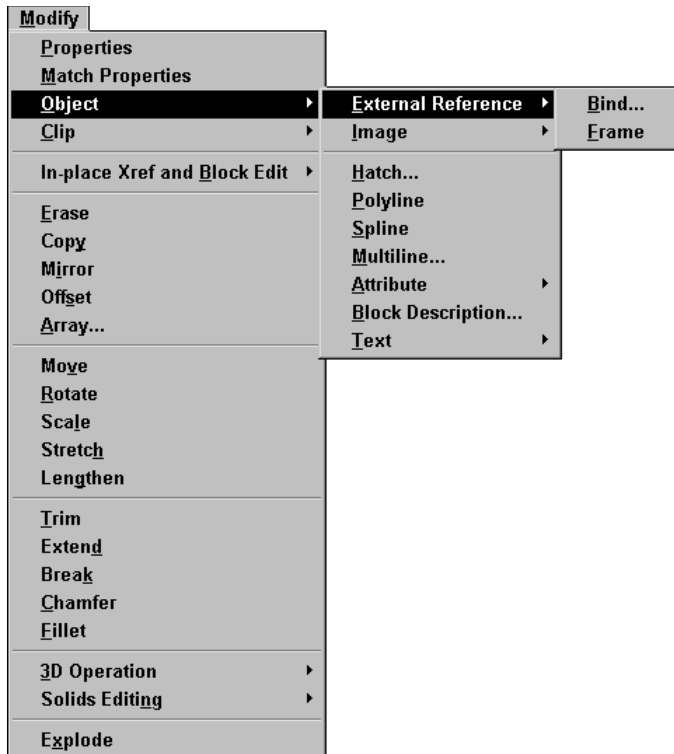 Modify
Properties
Match Properties
Object
Clip
In-place Xref and Block Edit
Erase
Copy
Mirror
Offset
Array...
Move
Rotate
Scale
Stretch
Lengthen
Trim
Extend
Break
Chamfer
Fillet
3D Operation
Solids Editing
Explode
External Reference
Image
Hatch...
Polyline
Spline
Multiline...
Attribute
Block Description...
Text
Bind...
Frame